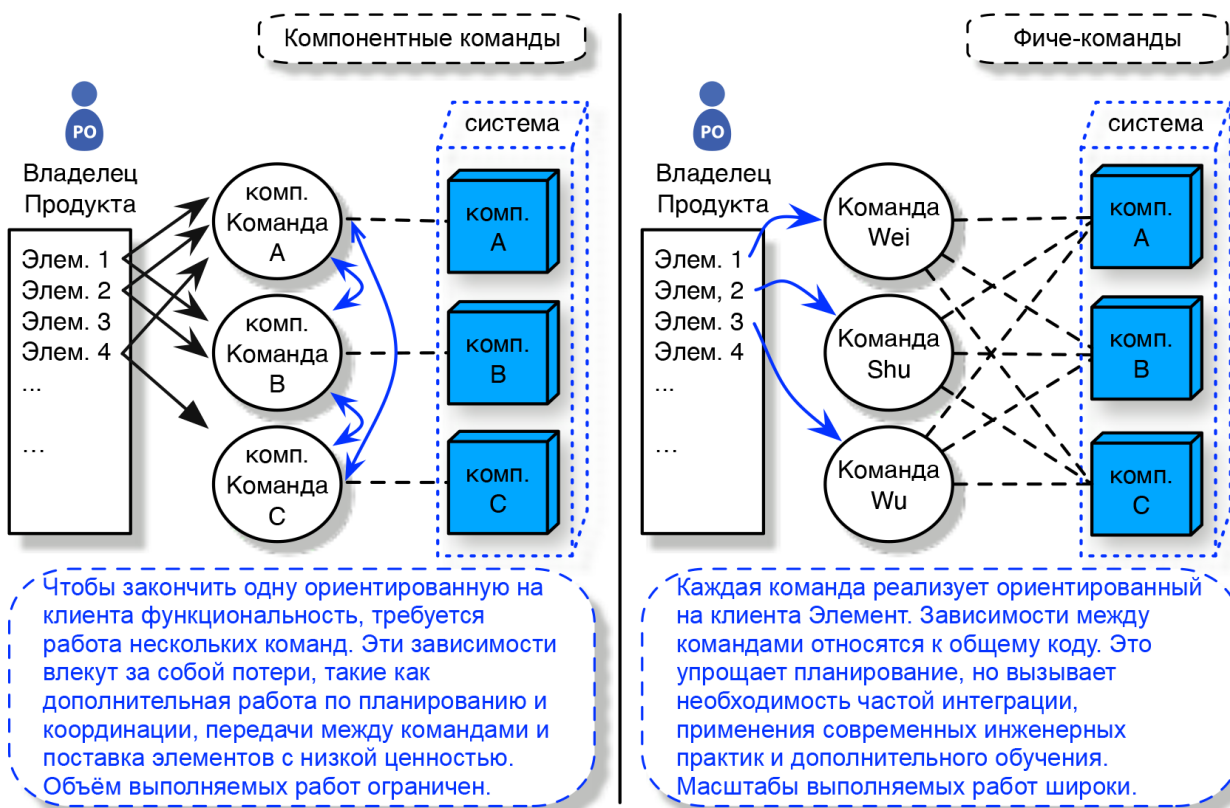 Компонентные команды
PO
Владелец
Продукта
Элем. 1
Элем. 2
Элем. 3
Элем. 4
...
...
комп.
Команда
A
комп.
Команда
B
комп.
Команда
C
система
комп.
A
комп.
B
комп.
C
Чтобы закончить одну ориентированную на
клиента функциональность, требуется
работа нескольких команд. Эти зависимости
влекут за собой потери, такие как
дополнительная работа по планированию и
координации, передачи между командами и
поставка элементов с низкой ценностью.
Объём выполняемых работ ограничен.
Фиче-команды
PO
Владелец
Продукта
Элем. 1
Элем, 2
Элем. 3
Элем. 4
...
...
Команда
Wei
Команда
Shu
Команда
Wu
система
комп.
A
комп.
B
комп.
C
Каждая команда реализует ориентированный
на клиента Элемент. Зависимости между
командами относятся к общему коду. Это
упрощает планирование, но вызывает
необходимость частой интеграции,
применения современных инженерных
практик и дополнительного обучения.
Масштабы выполняемых работ широки.